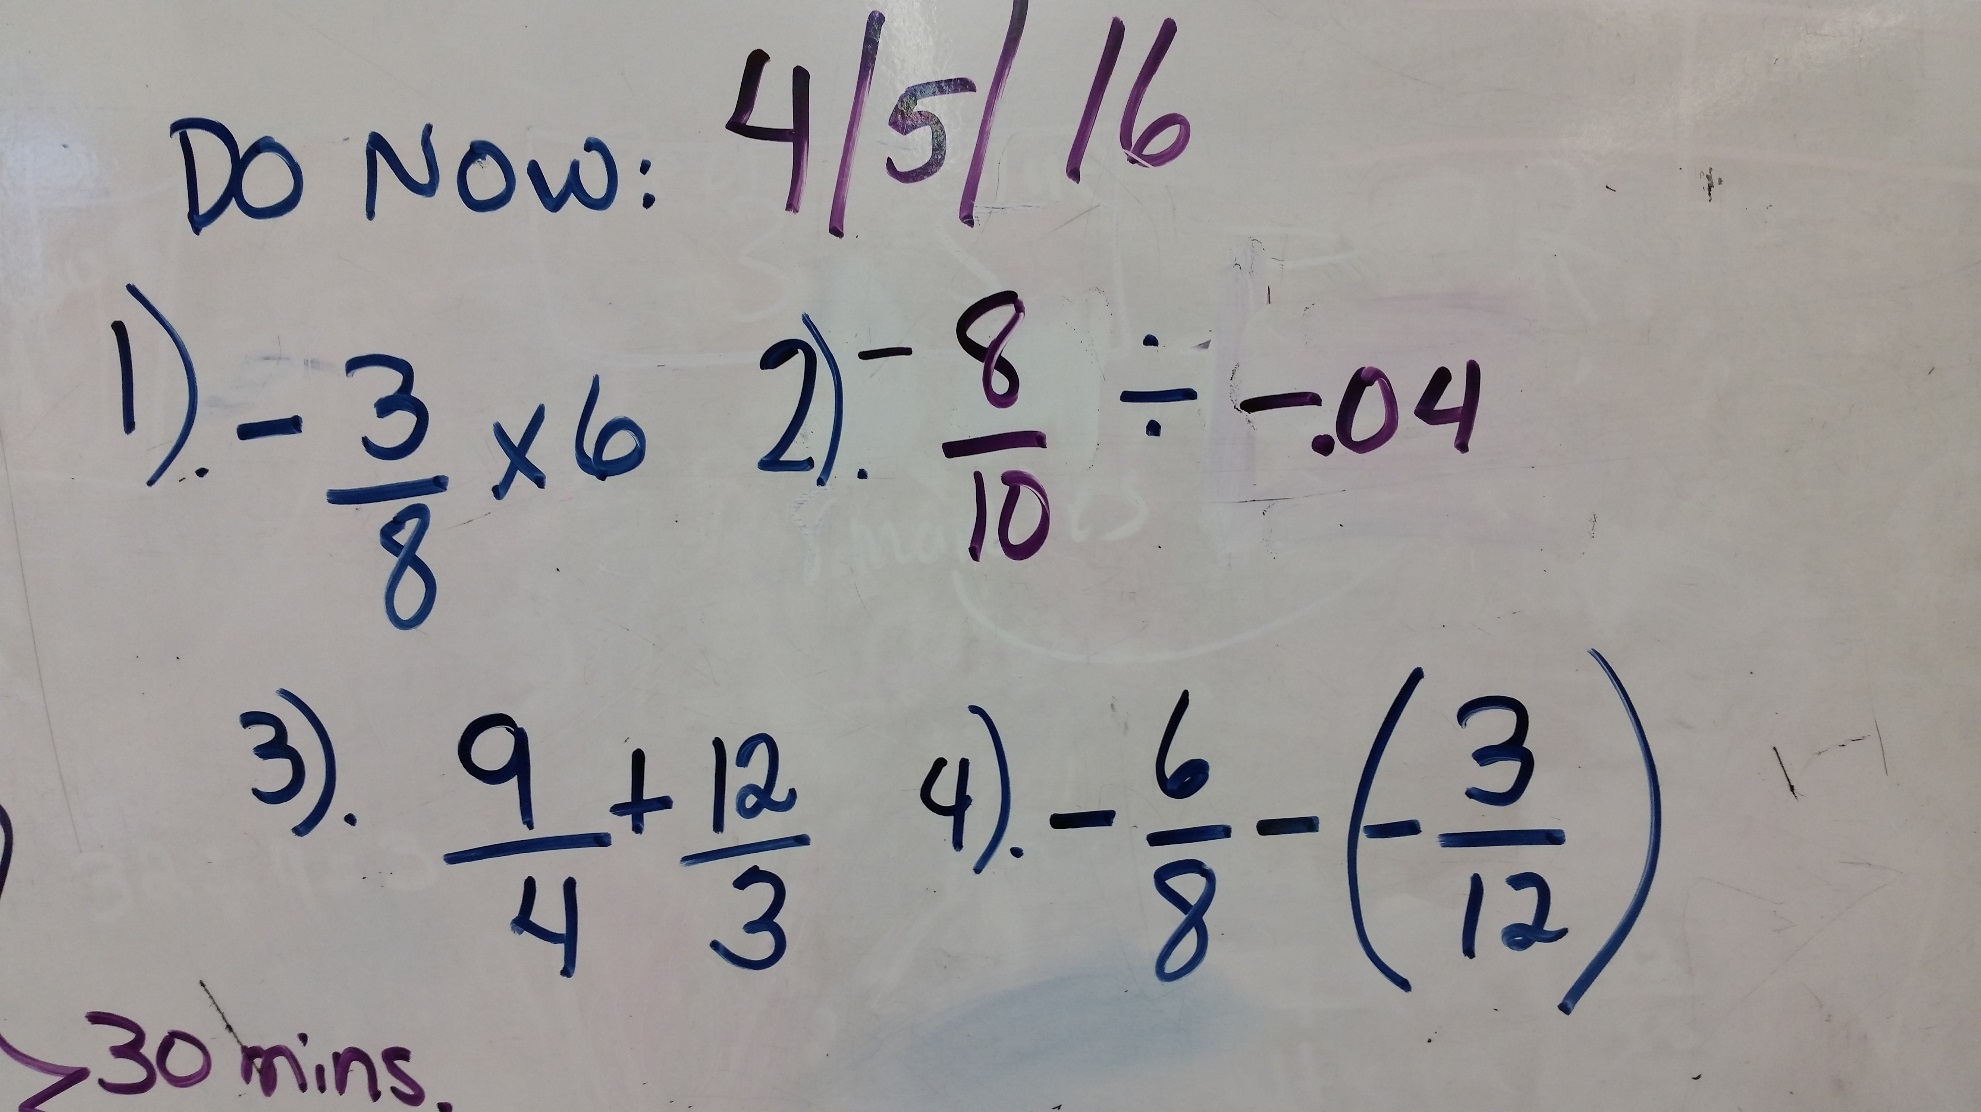 DO NOW: 4/5/16
1). - 3/8 x 6 2). - 8/10 ÷ -.04
3). 9/4 + 12/3 4). - 6/8 - (- 3/12)
30 mins.